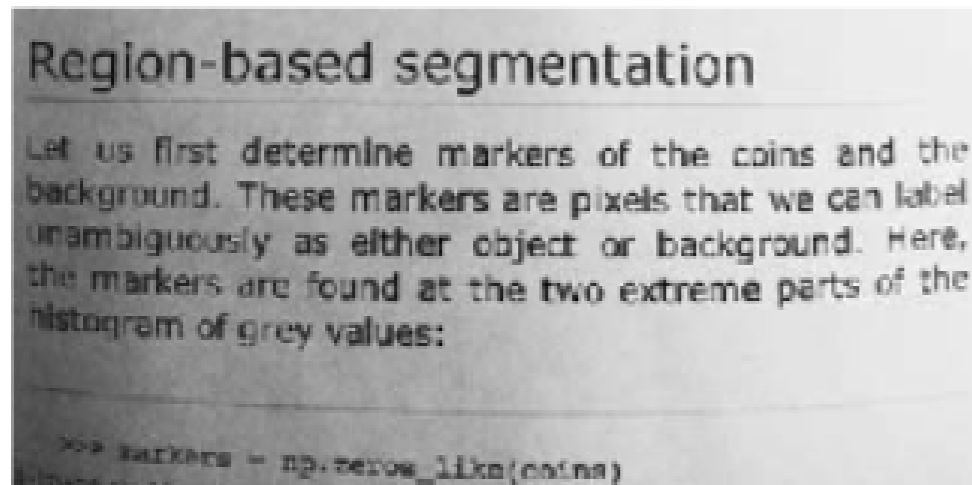 Region-based segmentation
Let us first determine markers of the coins and the
background. These markers are pixels that we can label
unambiguously as either object or background. Here,
the markers are found at the two extreme parts of the
histogram of grey values:
>>> markers = np.zeros_like(coins)